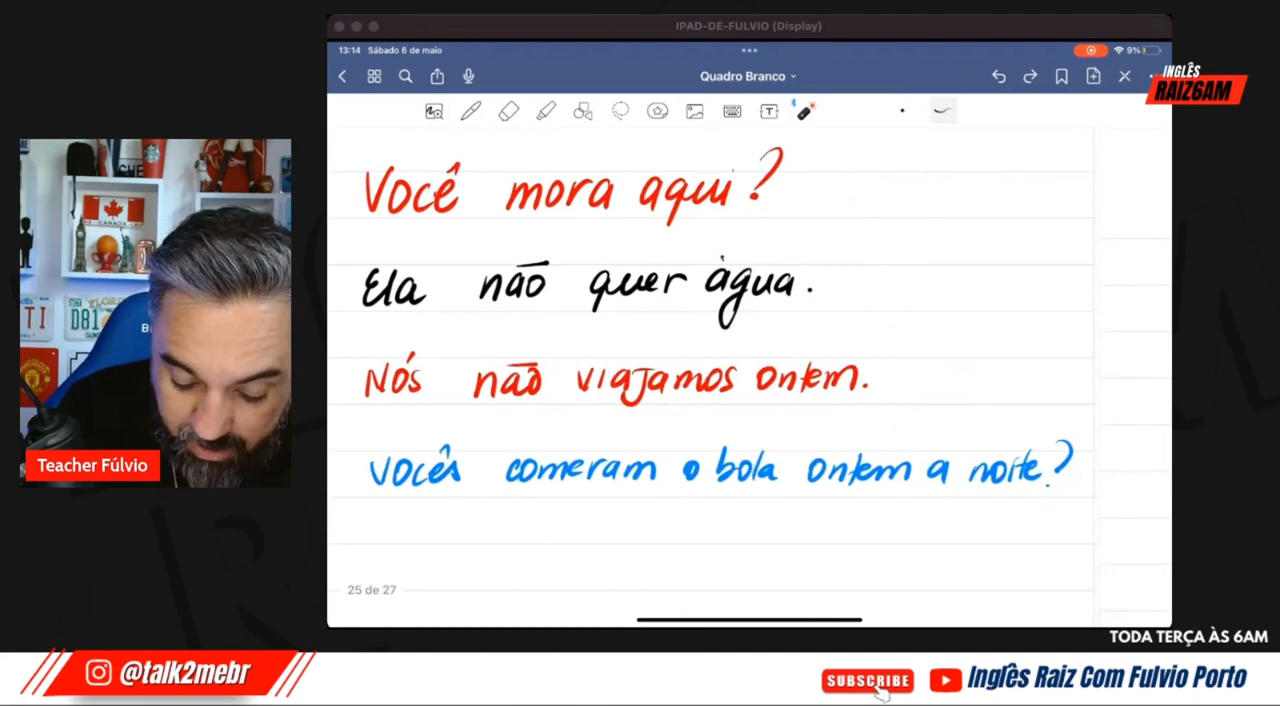 IPAD-DE-FULVIO (Display)
13:14 Sábado 6 de maio
9%
Quadro Branco
INGLÊS
RAIZ6AM
Você mora aqui?
Ela não quer água.
Nós não viajamos ontem.
vocês comeram o bola ontem a noite?
25 de 27
CANADA
Teacher Fúlvio
TODA TERÇA ÀS 6AM
@talk2mebr
SUBSCRIBE
Inglês Raiz Com Fulvio Porto